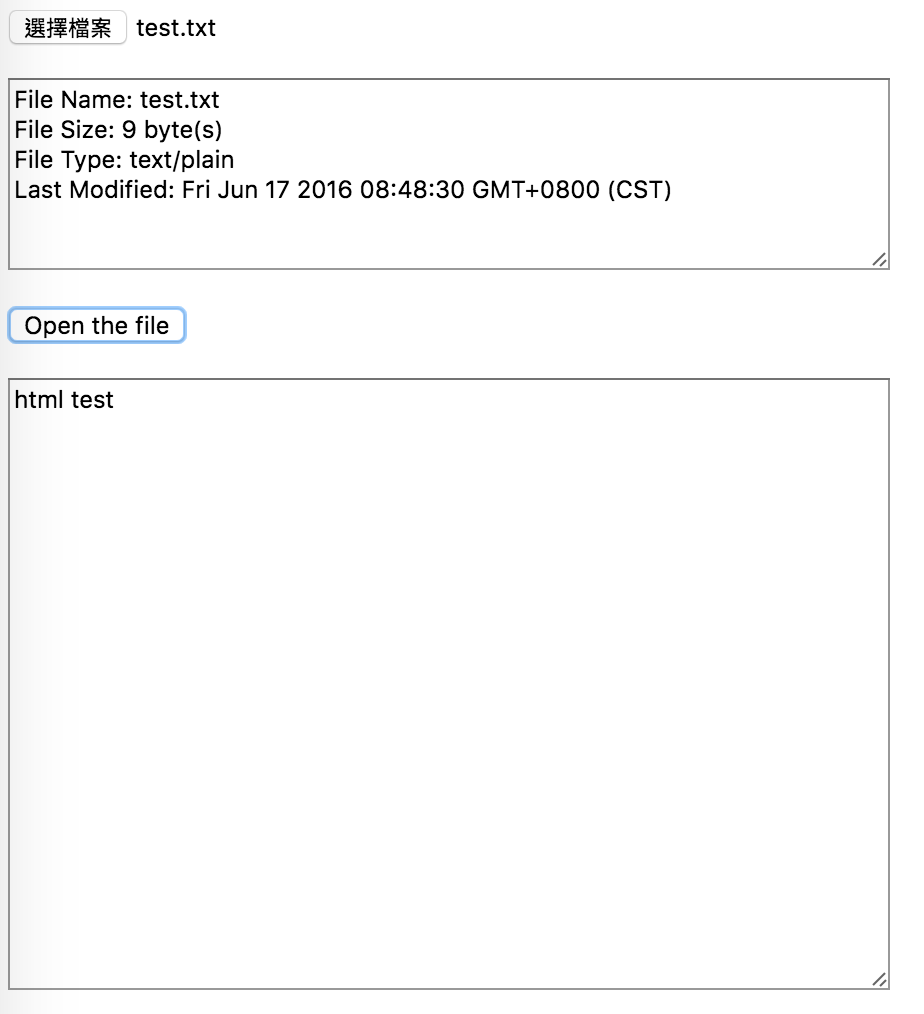 選擇檔案 test.txt
File Name: test.txt
File Size: 9 byte(s)
File Type: text/plain
Last Modified: Fri Jun 17 2016 08:48:30 GMT+0800 (CST)
Open the file
html test